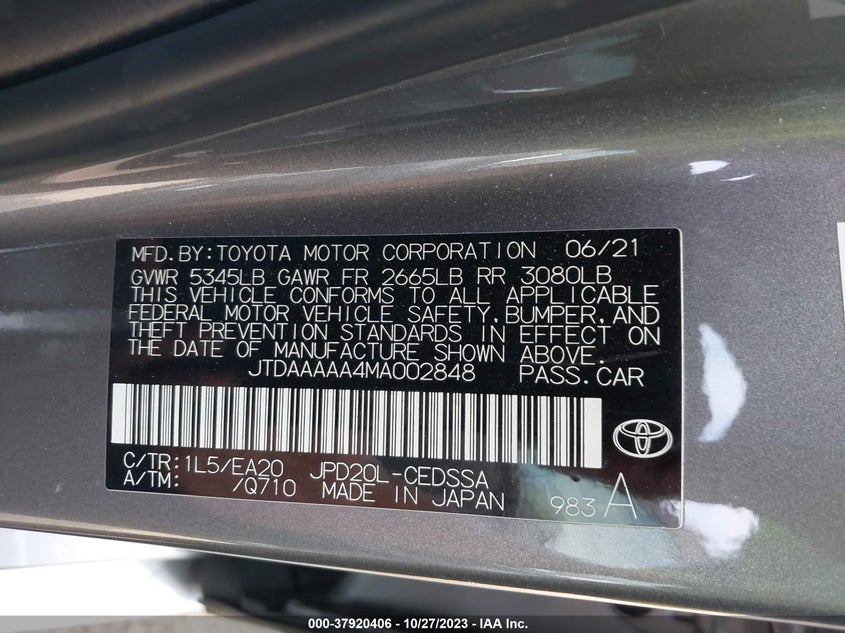 MFD. BY: TOYOTA MOTOR CORPORATION 06/21
GVWR 5345LB GAWR FR 2665LB RR 3080LB
THIS VEHICLE CONFORMS TO ALL APPLICABLE
FEDERAL MOTOR VEHICLE SAFETY, BUMPER, AND
THEFT PREVENTION STANDARDS IN EFFECT ON
THE DATE OF MANUFACTURE SHOWN ABOVE.
JTDAAAAA4MA002848 PASS. CAR
C/TR: 1L5/EA20 JPD20L-CEDSSA
A/TM: /Q710 MADE IN JAPAN 983 A
000-37920406 - 10/27/2023 - IAA Inc.